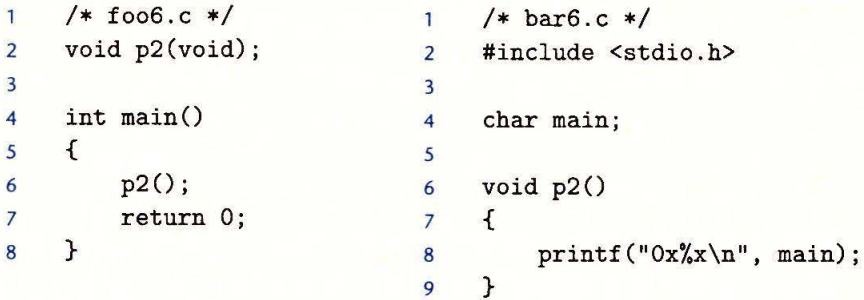 1 /* foo6.c */
2 void p2(void);
3
4 int main()
5 {
6 p2();
7 return 0;
8 }
1 /* bar6.c */
2 #include <stdio.h>
3
4 char main;
5
6 void p2()
7 {
8 printf("0x%x\n", main);
9 }